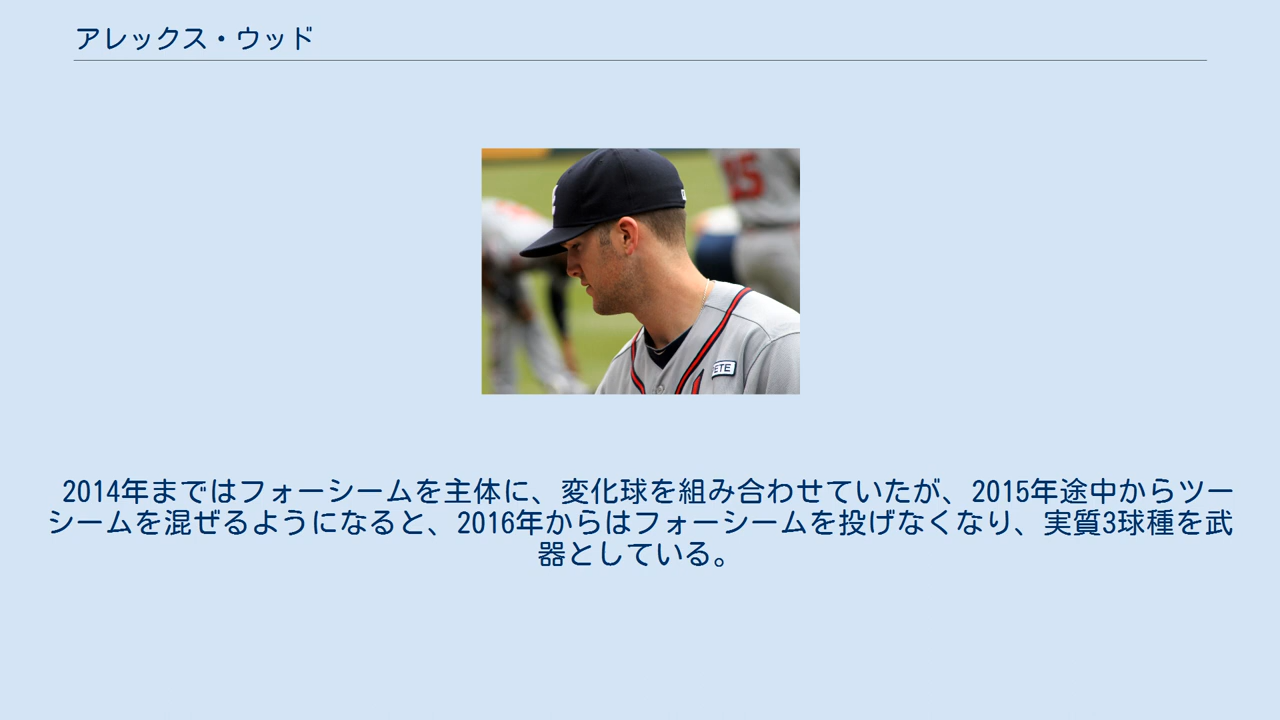 アレックス・ウッド
15
ETE
2014年まではフォーシームを主体に、変化球を組み合わせていたが、2015年途中からツー
シームを混ぜるようになると、2016年からはフォーシームを投げなくなり、実質3球種を武
器としている。